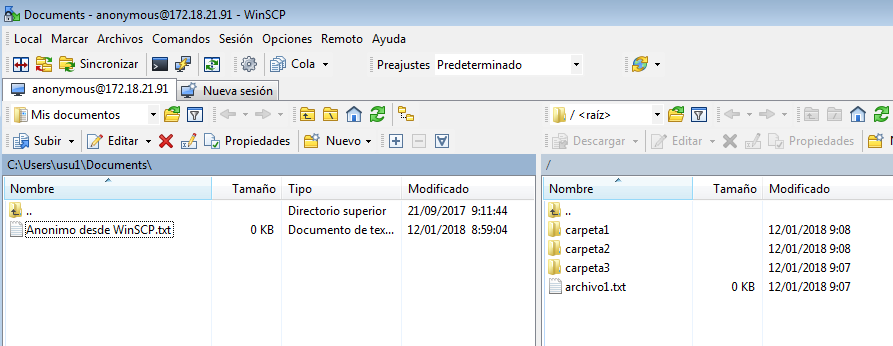 Documents - anonymous@172.18.21.91 - WinSCP
Local Marcar Archivos Comandos Sesión Opciones Remoto Ayuda
Sincronizar Cola Preajustes Predeterminado
anonymous@172.18.21.91 Nueva sesión
Mis documentos / <raíz>
Subir Editar Propiedades Nuevo Descargar Editar Propiedades
C:\Users\usu1\Documents\ /
Nombre Tamaño Tipo Modificado Nombre Tamaño Modificado
.. Directorio superior 21/09/2017 9:11:44 ..
Anonimo desde WinSCP.txt 0 KB Documento de tex... 12/01/2018 8:59:04 carpeta1 12/01/2018 9:08
carpeta2 12/01/2018 9:08
carpeta3 12/01/2018 9:07
archivo1.txt 0 KB 12/01/2018 9:07